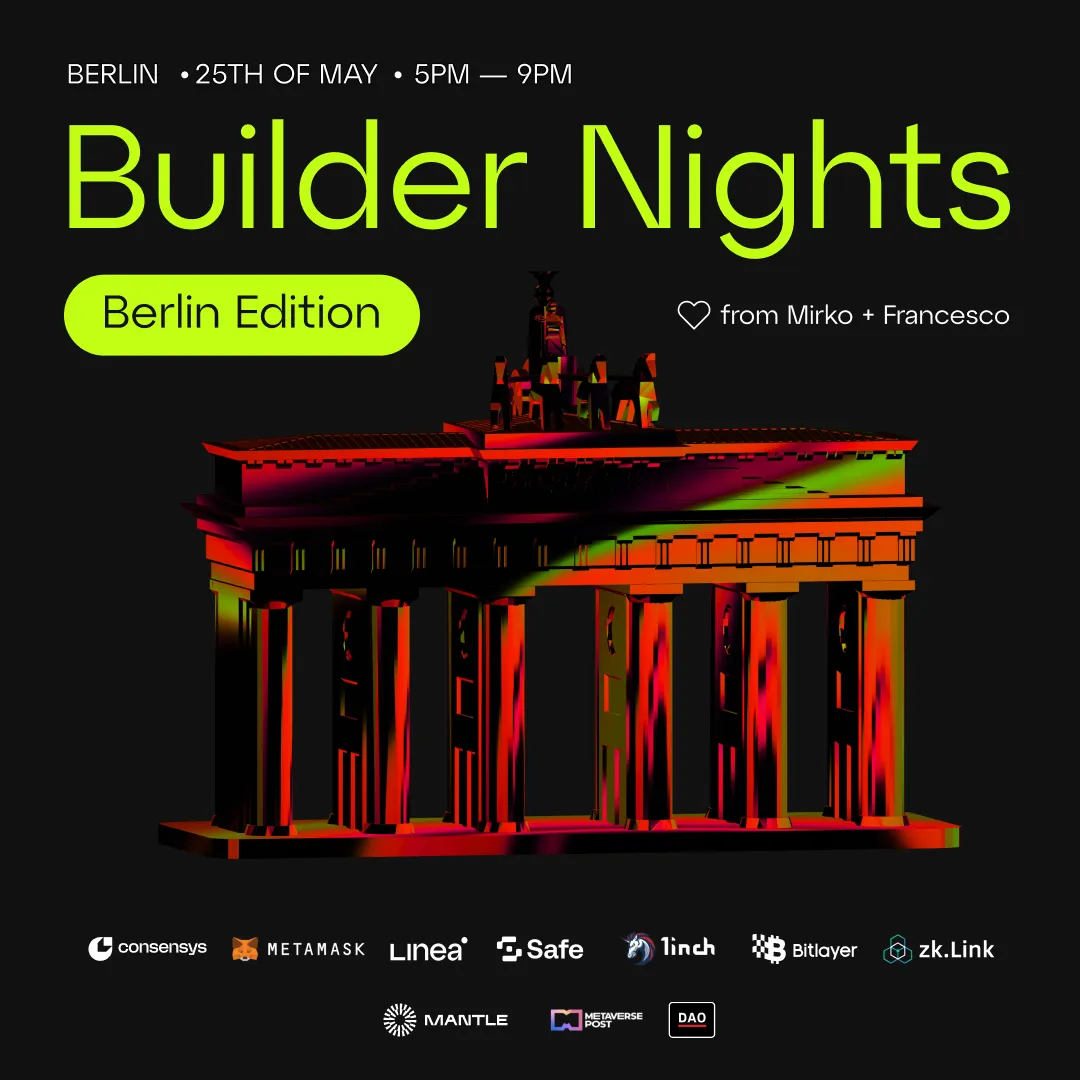 BERLIN • 25TH OF MAY • 5PM — 9PM
Builder Nights
Berlin Edition
from Mirko + Francesco
consensys METAMASK Linea Safe 1inch Bitlayer zk.Link
MANTLE METAVERSE POST DAO